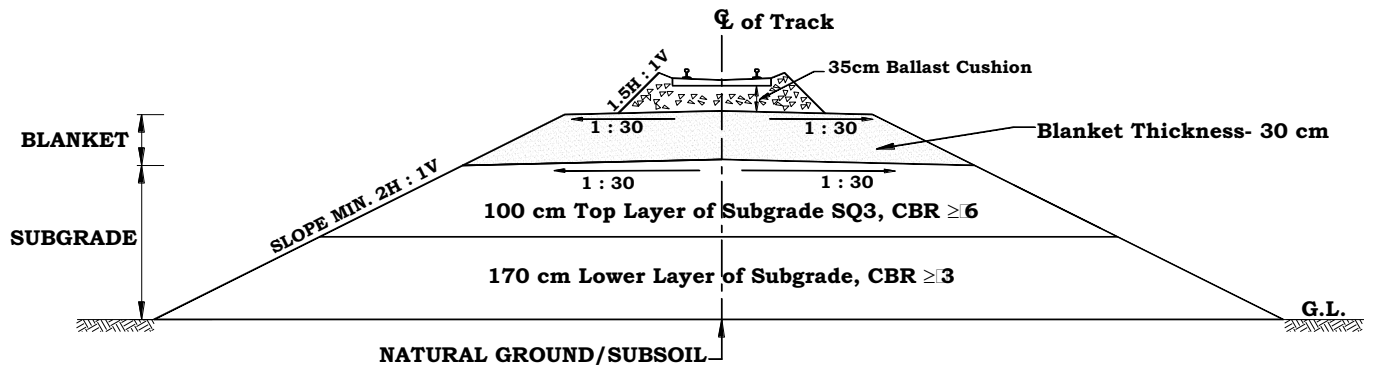 ℄ of Track
35cm Ballast Cushion
1.5H : 1V
1 : 30
1 : 30
BLANKET
Blanket Thickness- 30 cm
1 : 30
1 : 30
SLOPE MIN. 2H : 1V
100 cm Top Layer of Subgrade SQ3, CBR ≥ 6
SUBGRADE
170 cm Lower Layer of Subgrade, CBR ≥ 3
G.L.
NATURAL GROUND/SUBSOIL